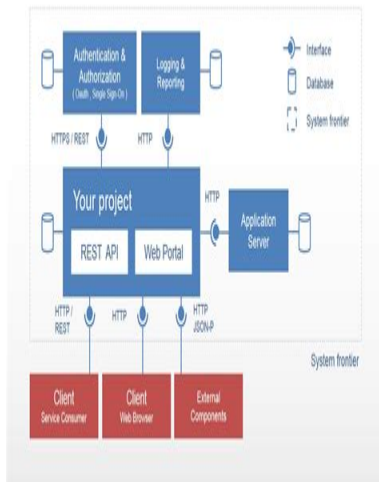 Authentication &
Authorization
( Oauth , Single Sign-On )
Logging &
Reporting
Interface
Database
System frontier
HTTPS / REST
HTTP
Your project
REST API
Web Portal
HTTP
Application
Server
HTTP /
REST
HTTP
HTTP
JSON-P
System frontier
Client
Service Consumer
Client
Web Browser
External
Components